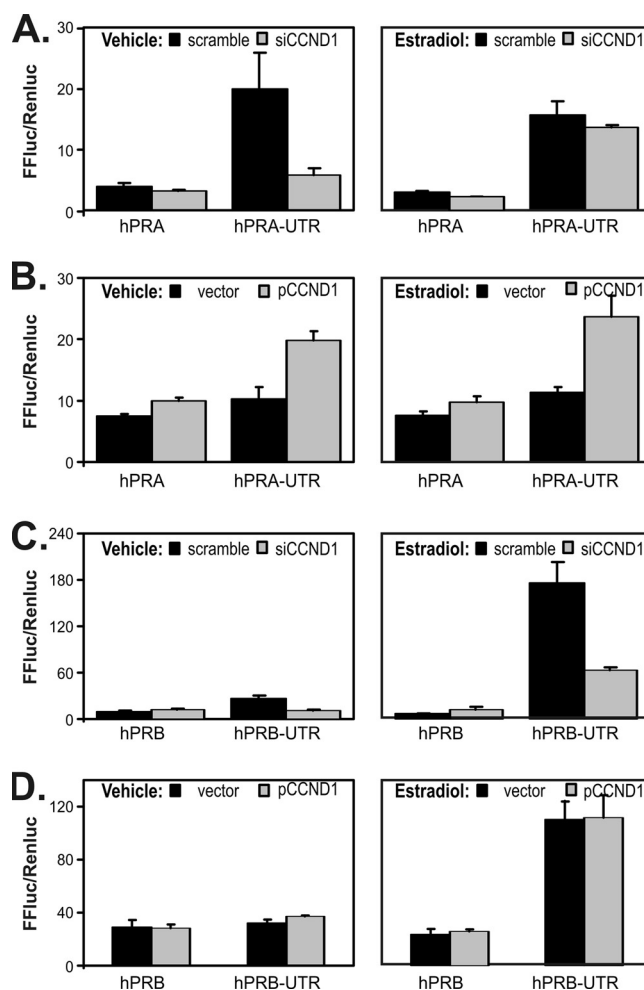 A.
FFluc/Renluc
30
20
10
0
Vehicle: scramble siCCND1
hPRA hPRA-UTR
Estradiol: scramble siCCND1
hPRA hPRA-UTR
B.
FFluc/Renluc
30
20
10
0
Vehicle: vector pCCND1
hPRA hPRA-UTR
Estradiol: vector pCCND1
hPRA hPRA-UTR
C.
FFluc/Renluc
240
180
120
60
0
Vehicle: scramble siCCND1
hPRB hPRB-UTR
Estradiol: scramble siCCND1
hPRB hPRB-UTR
D.
FFluc/Renluc
120
80
40
0
Vehicle: vector pCCND1
hPRB hPRB-UTR
Estradiol: vector pCCND1
hPRB hPRB-UTR